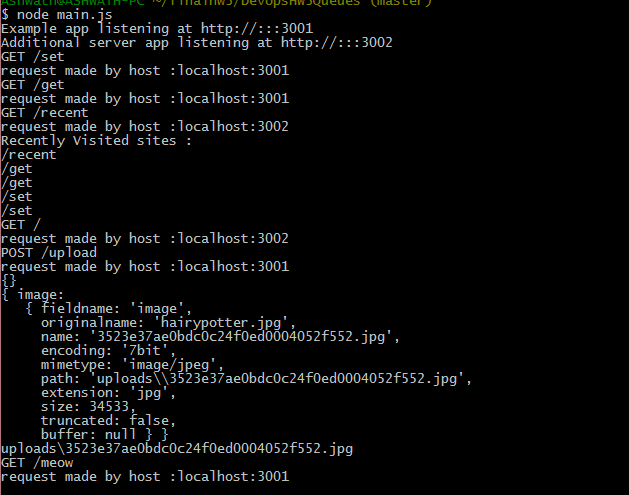 Ashwath@ASHWATH-PC ~/finalhw5/DevOpsHW5Queues (master)
$ node main.js
Example app listening at http://:::3001
Additional server app listening at http://:::3002
GET /set
request made by host :localhost:3001
GET /get
request made by host :localhost:3001
GET /recent
request made by host :localhost:3002
Recently Visited sites :
/recent
/get
/get
/set
/set
GET /
request made by host :localhost:3002
POST /upload
request made by host :localhost:3001
{}
{ image:
   { fieldname: 'image',
     originalname: 'hairypotter.jpg',
     name: '3523e37ae0bdc0c24f0ed0004052f552.jpg',
     encoding: '7bit',
     mimetype: 'image/jpeg',
     path: 'uploads\\3523e37ae0bdc0c24f0ed0004052f552.jpg',
     extension: 'jpg',
     size: 34533,
     truncated: false,
     buffer: null } }
uploads\3523e37ae0bdc0c24f0ed0004052f552.jpg
GET /meow
request made by host :localhost:3001